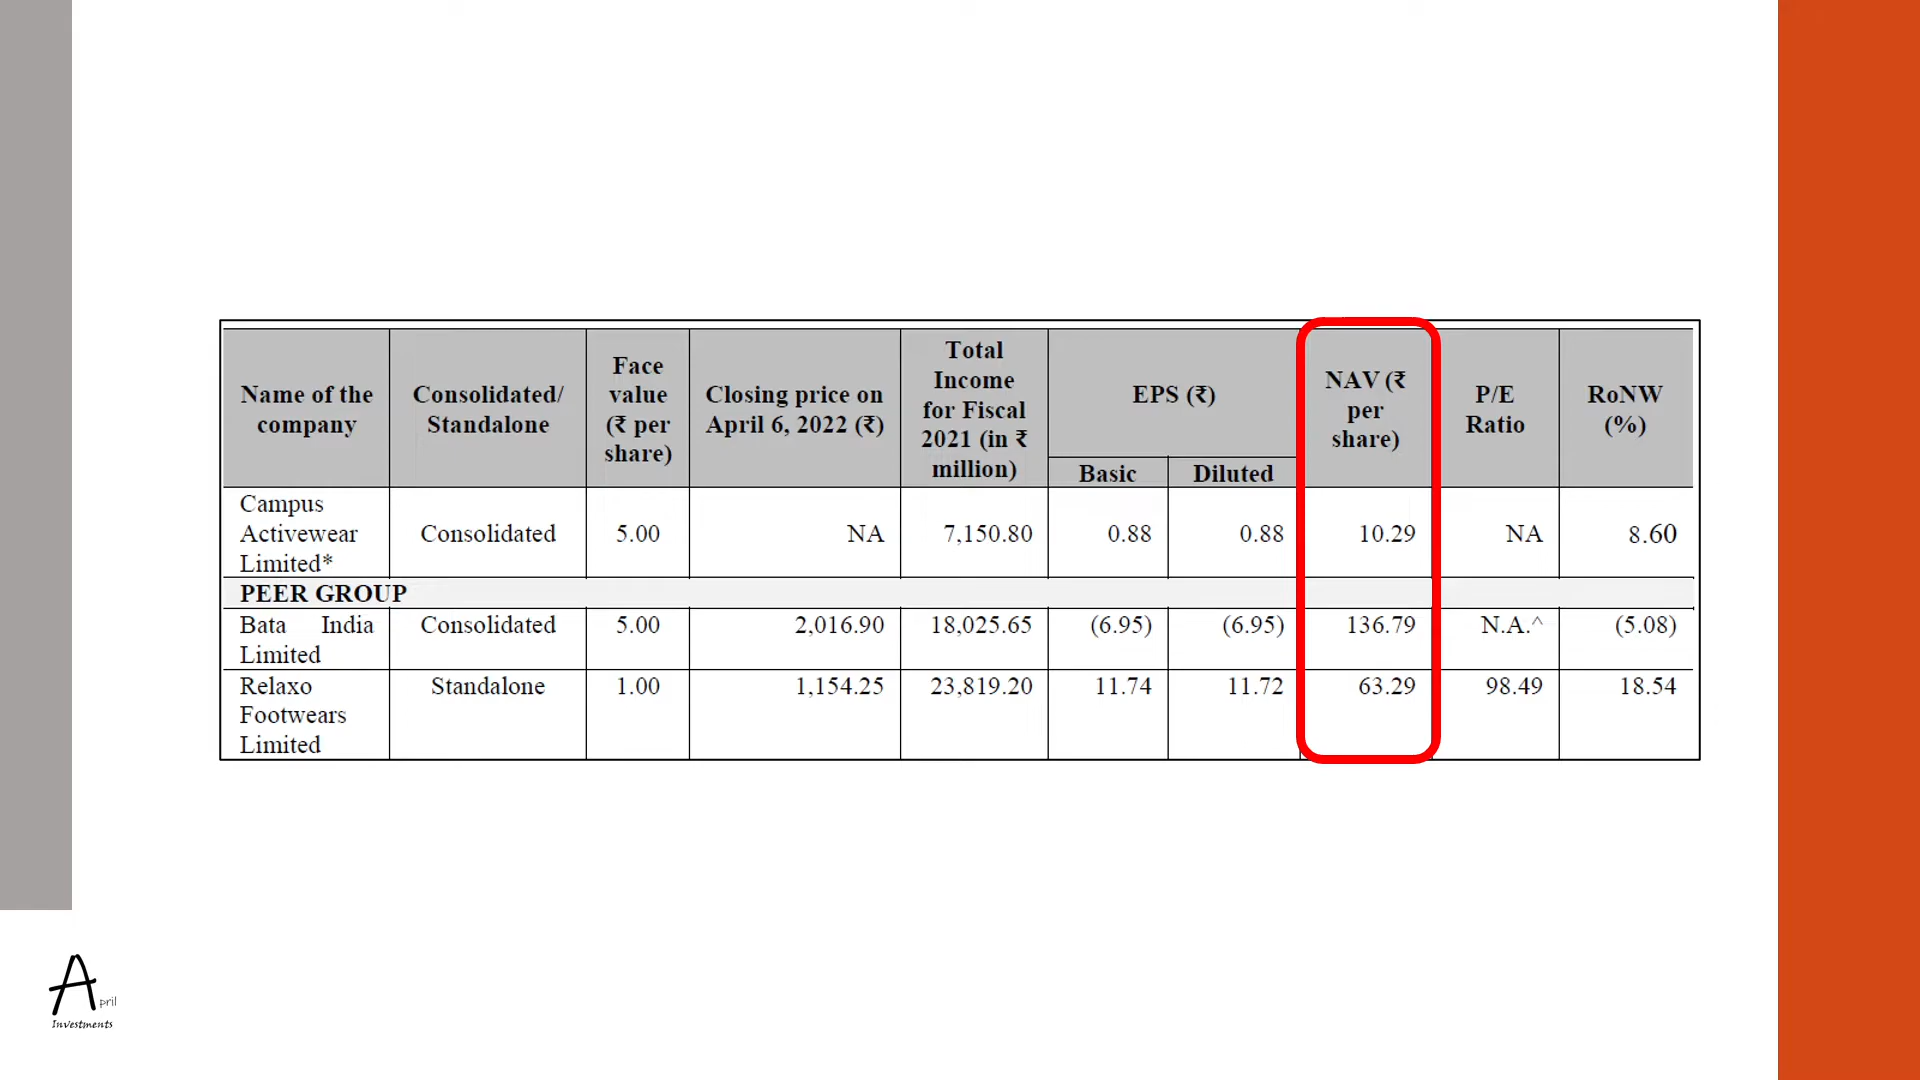 Name of the company	Consolidated/ Standalone	Face value (₹ per share)	Closing price on April 6, 2022 (₹)	Total Income for Fiscal 2021 (in ₹ million)	EPS (₹)	NAV (₹ per share)	P/E Ratio	RoNW (%)
Basic	Diluted
Campus Activewear Limited*	Consolidated	5.00	NA	7,150.80	0.88	0.88	10.29	NA	8.60
PEER GROUP
Bata India Limited	Consolidated	5.00	2,016.90	18,025.65	(6.95)	(6.95)	136.79	N.A.^	(5.08)
Relaxo Footwears Limited	Standalone	1.00	1,154.25	23,819.20	11.74	11.72	63.29	98.49	18.54
April
Investments